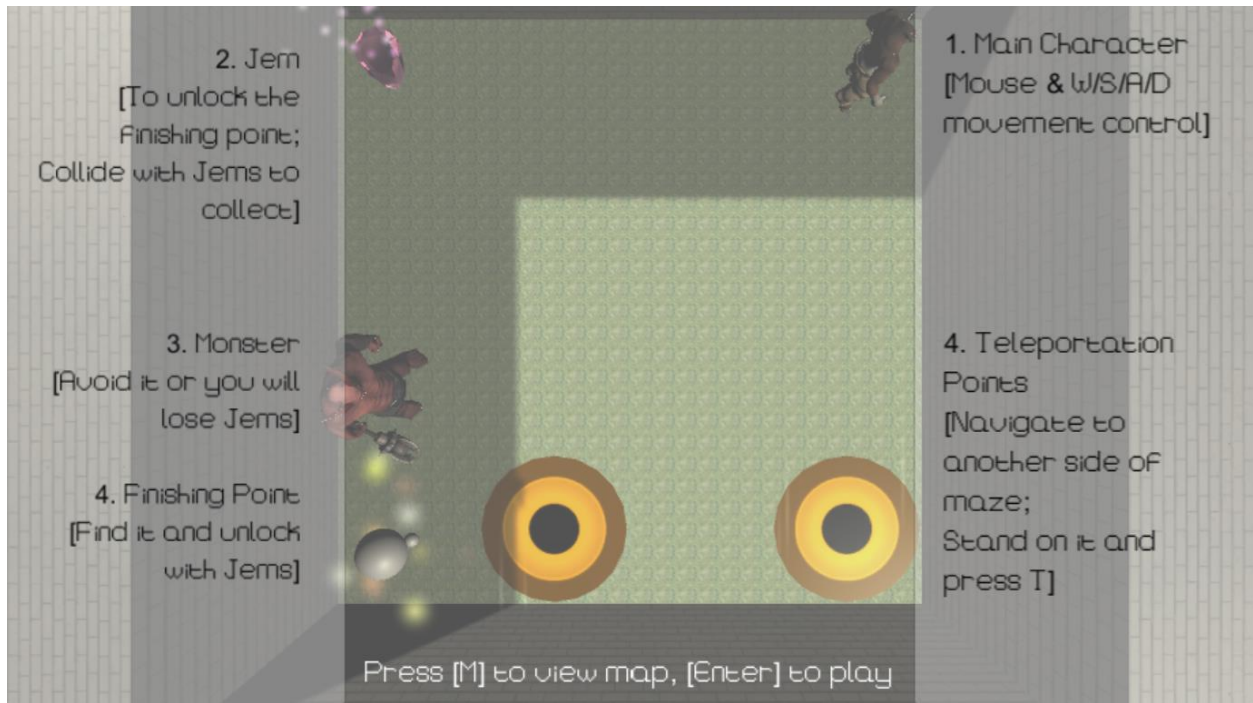 2. Jem
[To unlock the
finishing point;
Collide with Jems to
collect]
1. Main Character
[Mouse & W/S/A/D
movement control]
3. Monster
[Avoid it or you will
lose Jems]
4. Finishing Point
[Find it and unlock
with Jems]
4. Teleportation
Points
[Navigate to
another side of
maze;
Stand on it and
press T]
Press [M] to view map, [Enter] to play